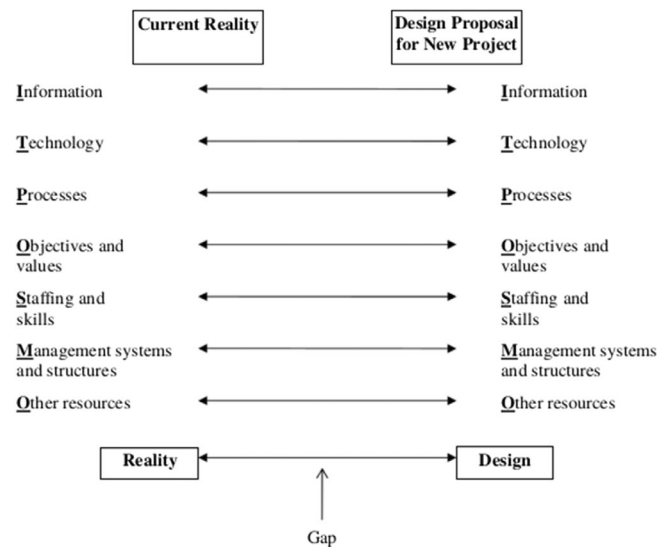 Current Reality
Design Proposal
for New Project
Information
Information
Technology
Technology
Processes
Processes
Objectives and
values
Objectives and
values
Staffing and
skills
Staffing and
skills
Management systems
and structures
Management systems
and structures
Other resources
Other resources
Reality
Design
Gap